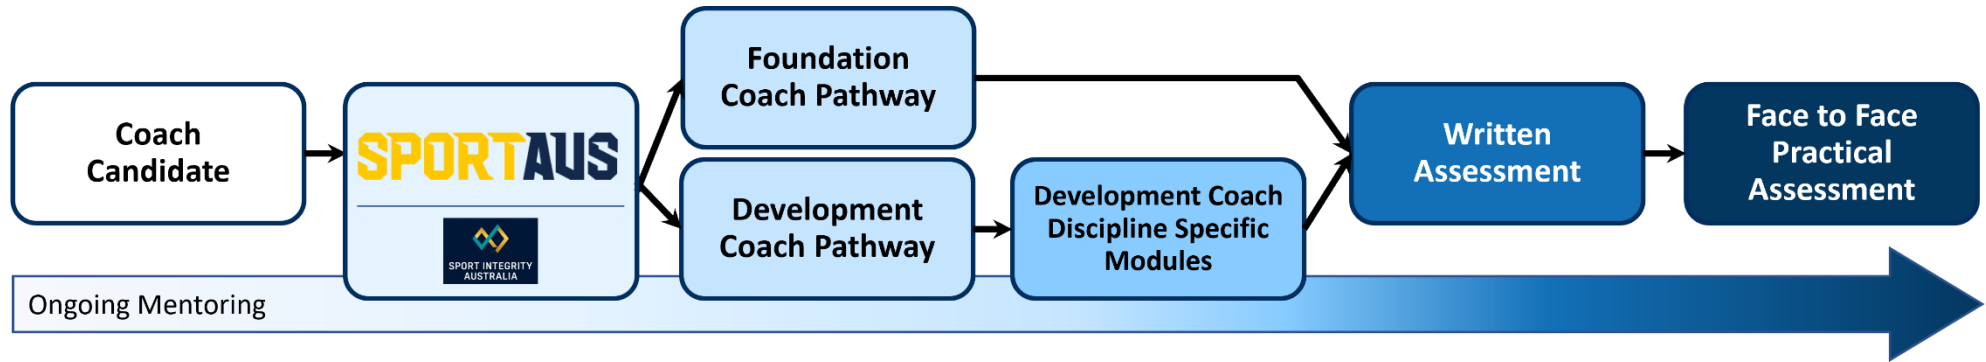 Coach
Candidate
SPORTAUS
SPORT INTEGRITY
AUSTRALIA
Foundation
Coach Pathway
Development
Coach Pathway
Development Coach
Discipline Specific
Modules
Written
Assessment
Face to Face
Practical
Assessment
Ongoing Mentoring